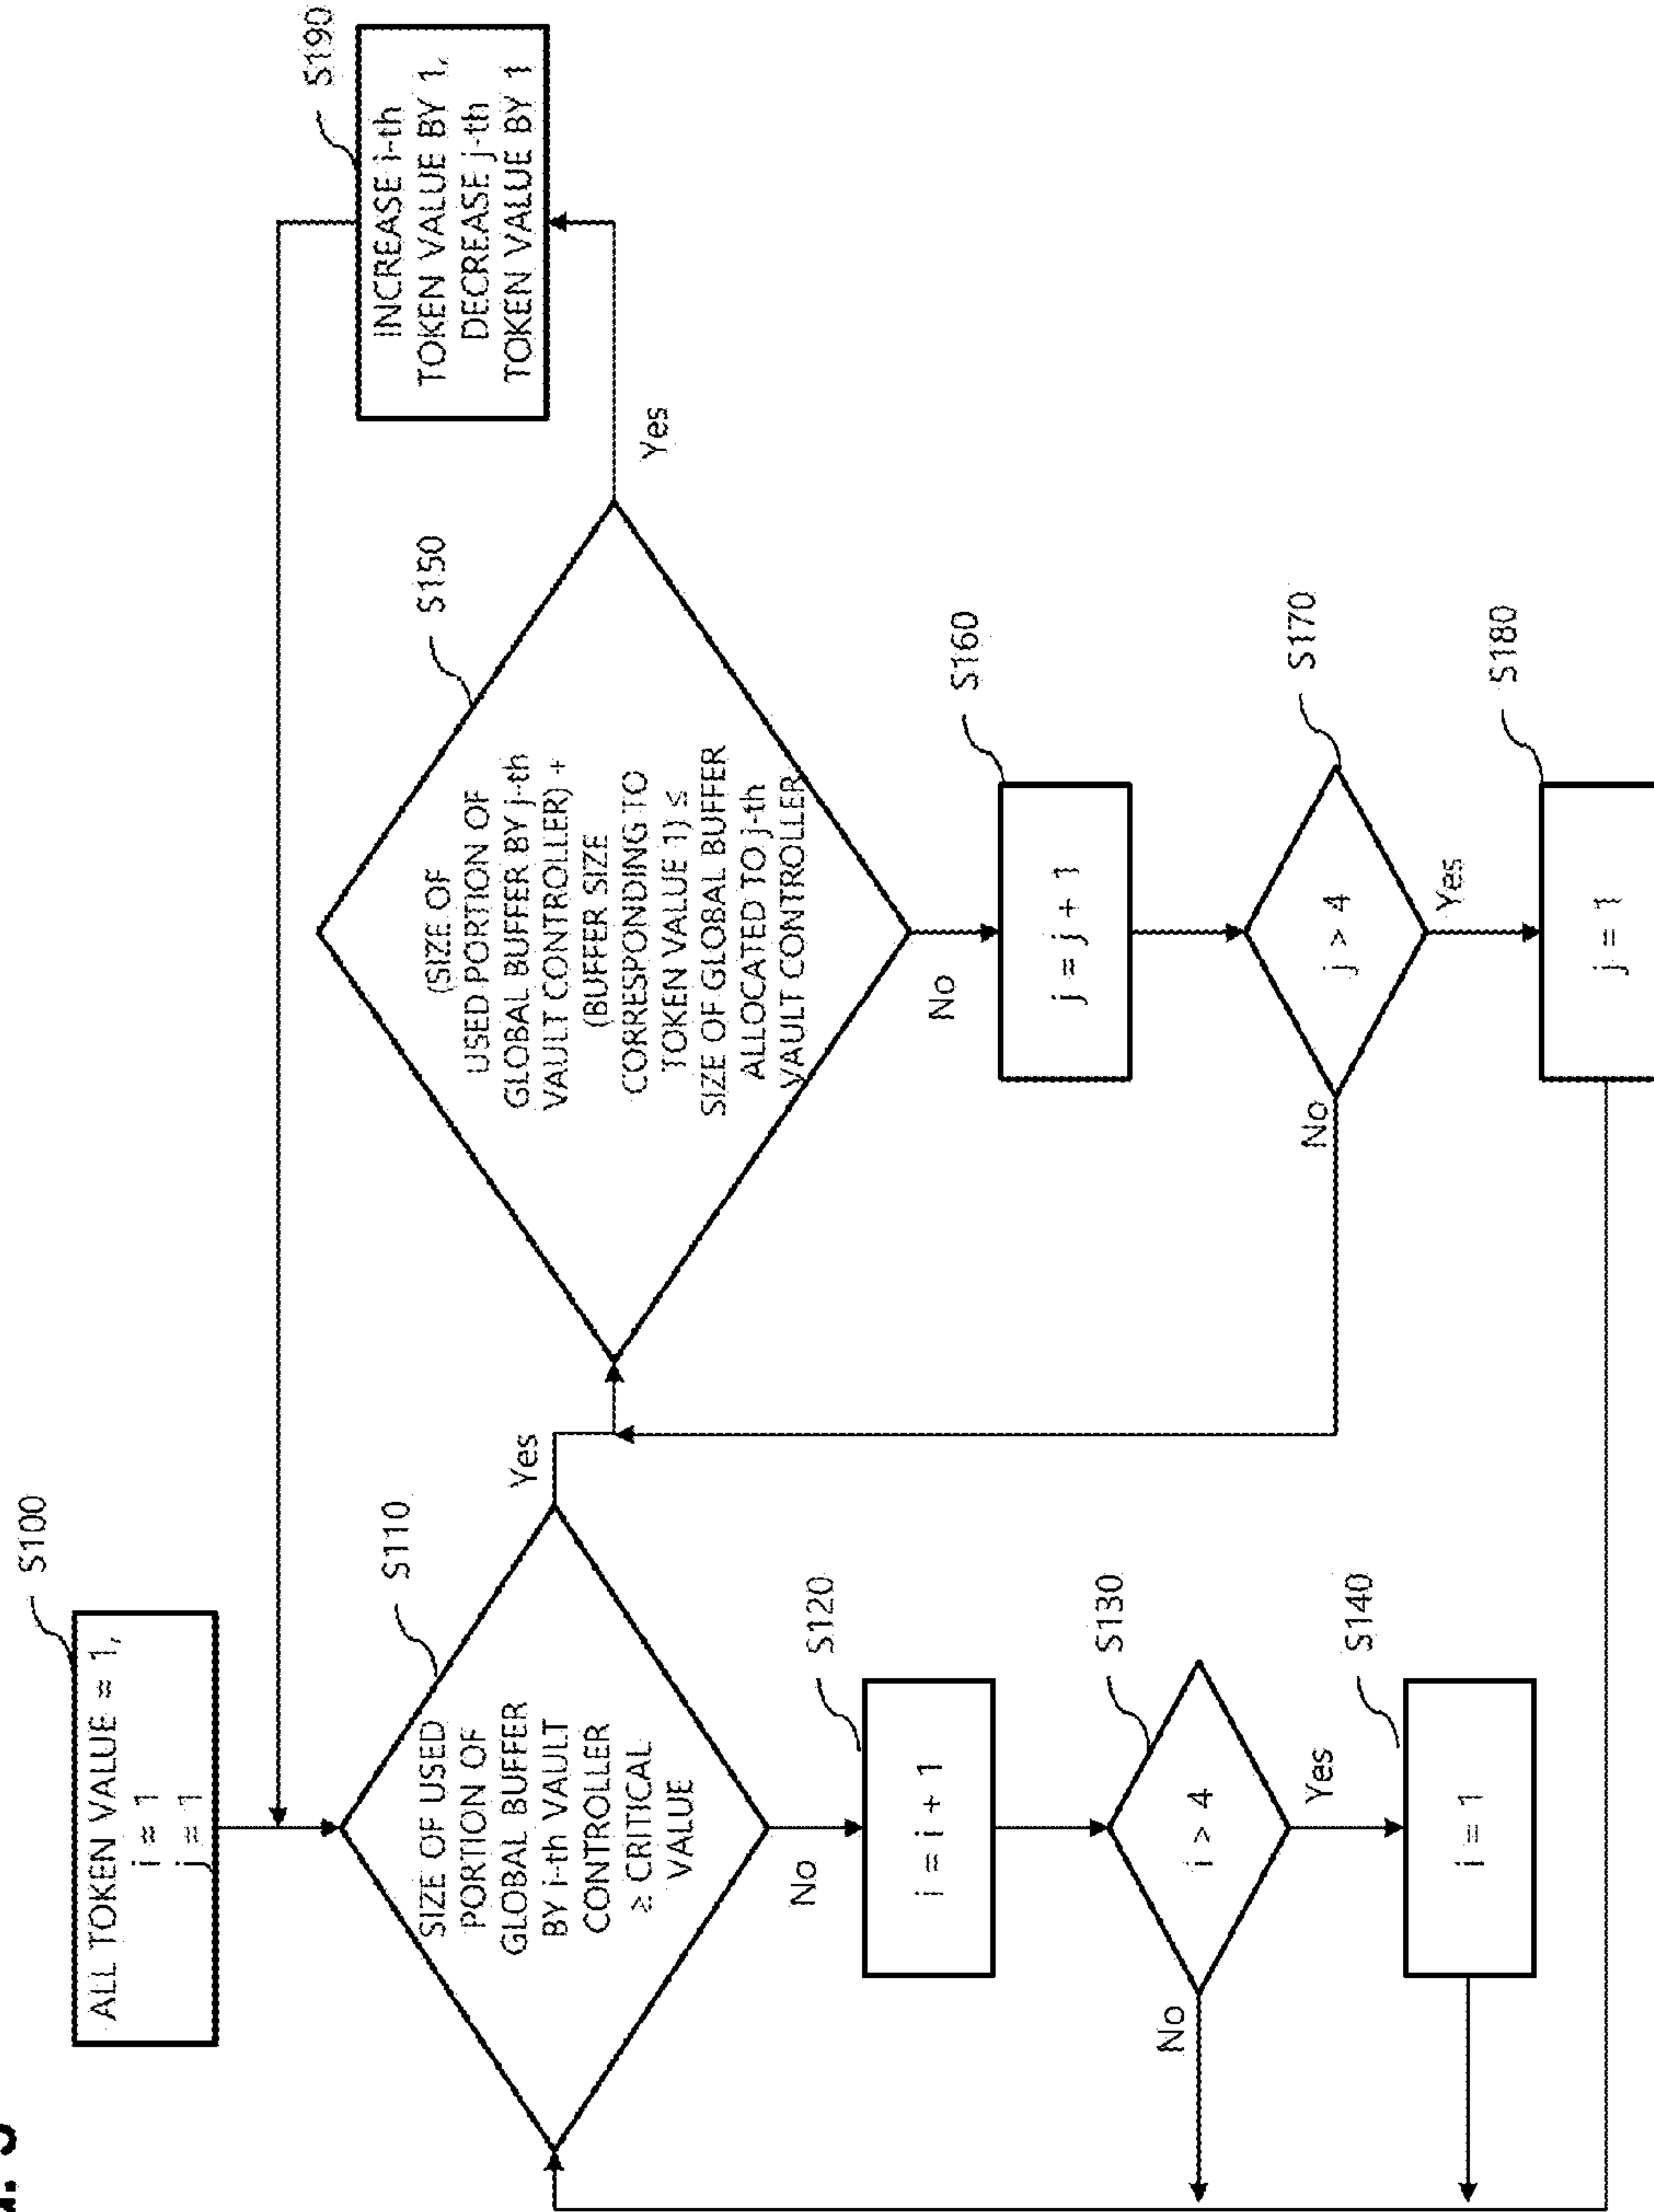 S100
ALL TOKEN VALUE = 1,
i = 1
j = 1
S110
SIZE OF USED
PORTION OF
GLOBAL BUFFER
BY i-th VAULT
CONTROLLER
≥ CRITICAL
VALUE
Yes
No
S120
i = i + 1
S130
i > 4
No
Yes
S140
i = 1
S150
(SIZE OF
USED PORTION OF
GLOBAL BUFFER BY j-th
VAULT CONTROLLER) +
(BUFFER SIZE
CORRESPONDING TO
TOKEN VALUE 1) ≤
SIZE OF GLOBAL BUFFER
ALLOCATED TO j-th
VAULT CONTROLLER
Yes
No
S160
j = j + 1
S170
j > 4
No
Yes
S180
j = 1
S190
INCREASE i-th
TOKEN VALUE BY 1,
DECREASE j-th
TOKEN VALUE BY 1